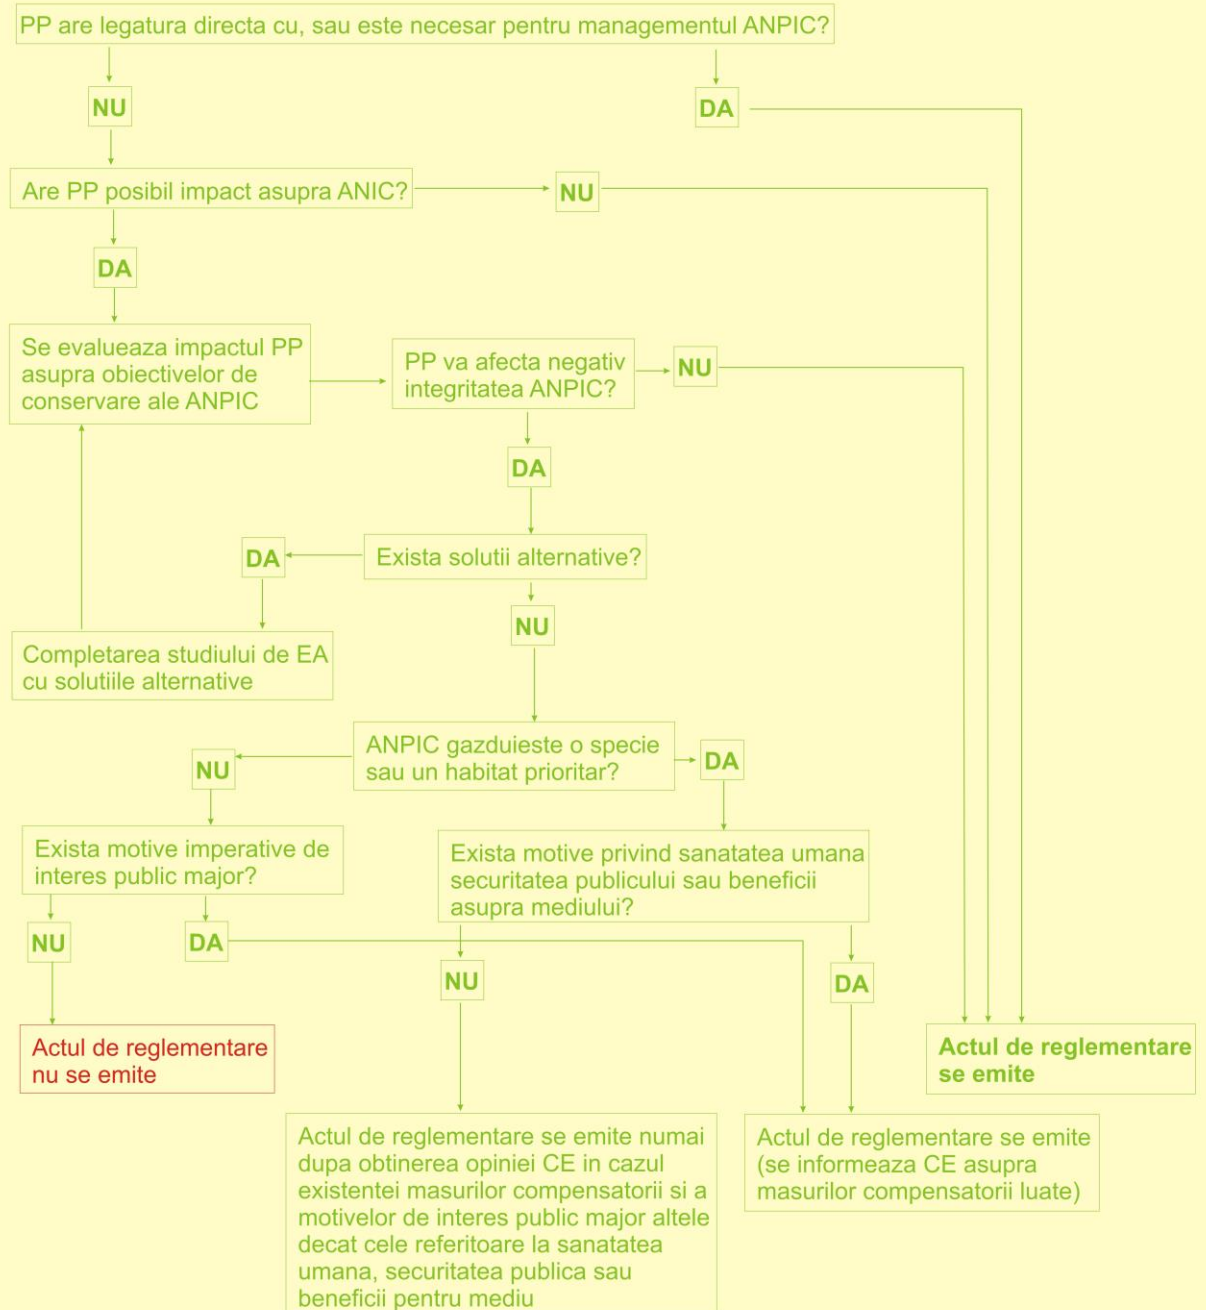 PP are legatura directa cu, sau este necesar pentru managementul ANPIC?
NU
DA
Are PP posibil impact asupra ANIC?
NU
DA
Se evalueaza impactul PP
asupra obiectivelor de
conservare ale ANPIC
PP va afecta negativ
integritatea ANPIC?
NU
DA
Exista solutii alternative?
DA
NU
Completarea studiului de EA
cu solutiile alternative
ANPIC gazduieste o specie
sau un habitat prioritar?
NU
DA
Exista motive imperative de
interes public major?
Exista motive privind sanatatea umana
securitatea publicului sau beneficii
asupra mediului?
NU
DA
NU
DA
Actul de reglementare
nu se emite
Actul de reglementare
se emite
Actul de reglementare se emite numai
dupa obtinerea opiniei CE in cazul
existentei masurilor compensatorii si a
motivelor de interes public major altele
decat cele referitoare la sanatatea
umana, securitatea publica sau
beneficii pentru mediu
Actul de reglementare se emite
(se informeaza CE asupra
masurilor compensatorii luate)